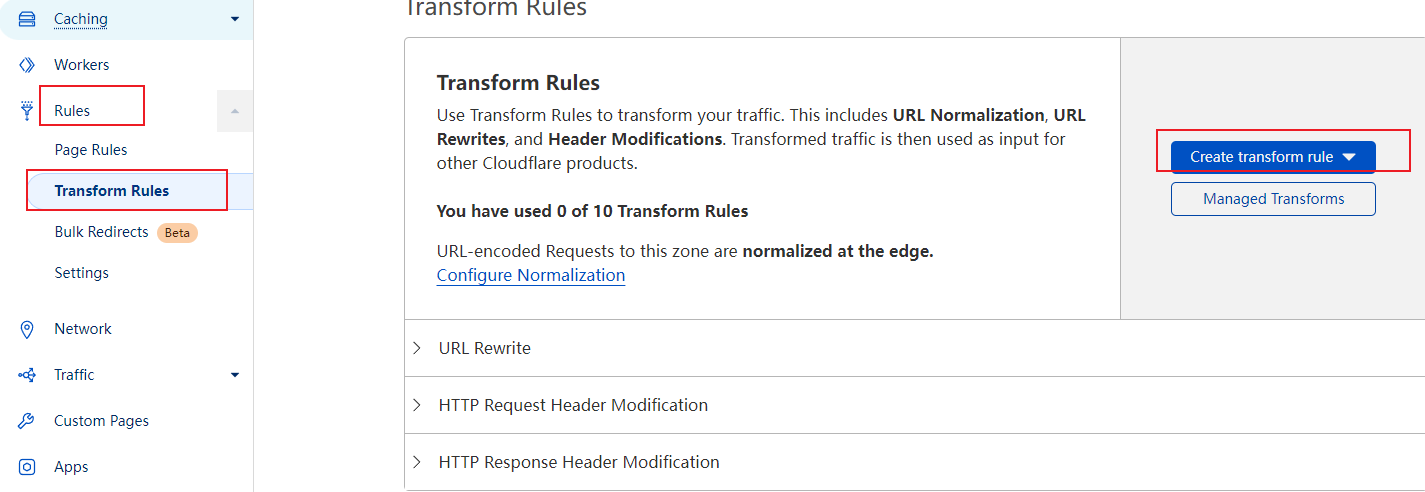 Caching
Workers
Rules
Page Rules
Transform Rules
Bulk Redirects Beta
Settings
Network
Traffic
Custom Pages
Apps
Transform Rules
Transform Rules
Use Transform Rules to transform your traffic. This includes URL Normalization, URL
Rewrites, and Header Modifications. Transformed traffic is then used as input for
other Cloudflare products.
You have used 0 of 10 Transform Rules
URL-encoded Requests to this zone are normalized at the edge.
Configure Normalization
Create transform rule
Managed Transforms
URL Rewrite
HTTP Request Header Modification
HTTP Response Header Modification